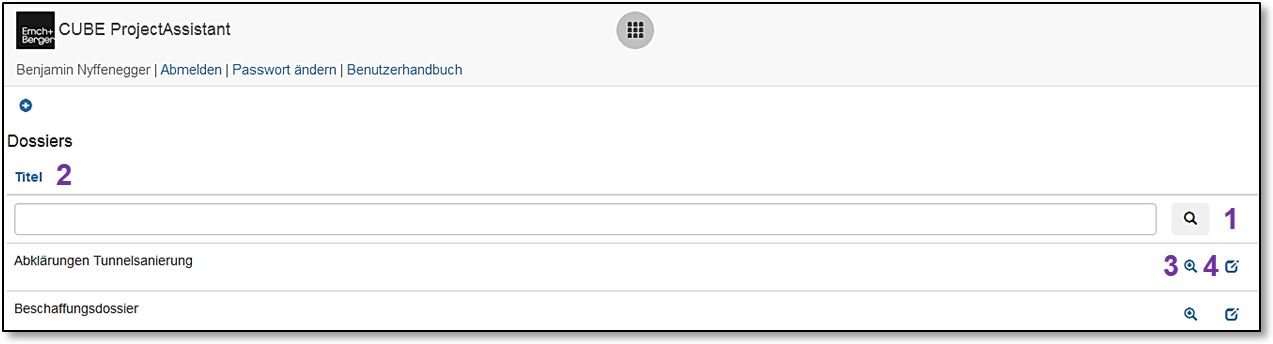 Emch+
Berger
CUBE ProjectAssistant
Benjamin Nyffenegger | Abmelden | Passwort ändern | Benutzerhandbuch
Dossiers
Titel 2
1
Abklärungen Tunnelsanierung 3 4
Beschaffungsdossier